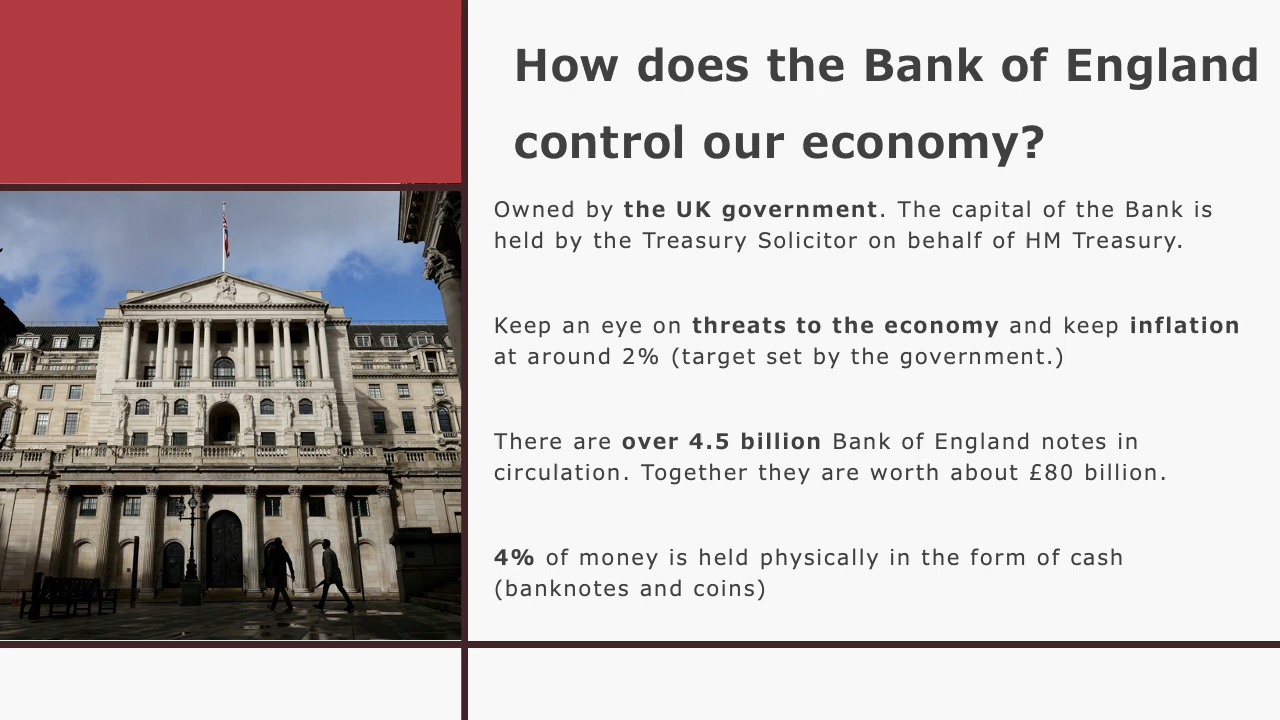 How does the Bank of England
control our economy?
Owned by the UK government. The capital of the Bank is
held by the Treasury Solicitor on behalf of HM Treasury.
Keep an eye on threats to the economy and keep inflation
at around 2% (target set by the government.)
There are over 4.5 billion Bank of England notes in
circulation. Together they are worth about £80 billion.
4% of money is held physically in the form of cash
(banknotes and coins)